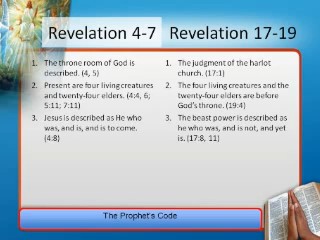 Revelation 4-7 Revelation 17-19
1. The throne room of God is
described. (4, 5)
2. Present are four living creatures
and twenty-four elders. (4:4, 6;
5:11; 7:11)
3. Jesus is described as He who
was, and is, and is to come.
(4:8)
1. The judgment of the harlot
church. (17:1)
2. The four living creatures and the
twenty-four elders are before
God's throne. (19:4)
3. The beast power is described as
he who was, and is not, and yet
is. (17:8, 11)
The Prophet's Code